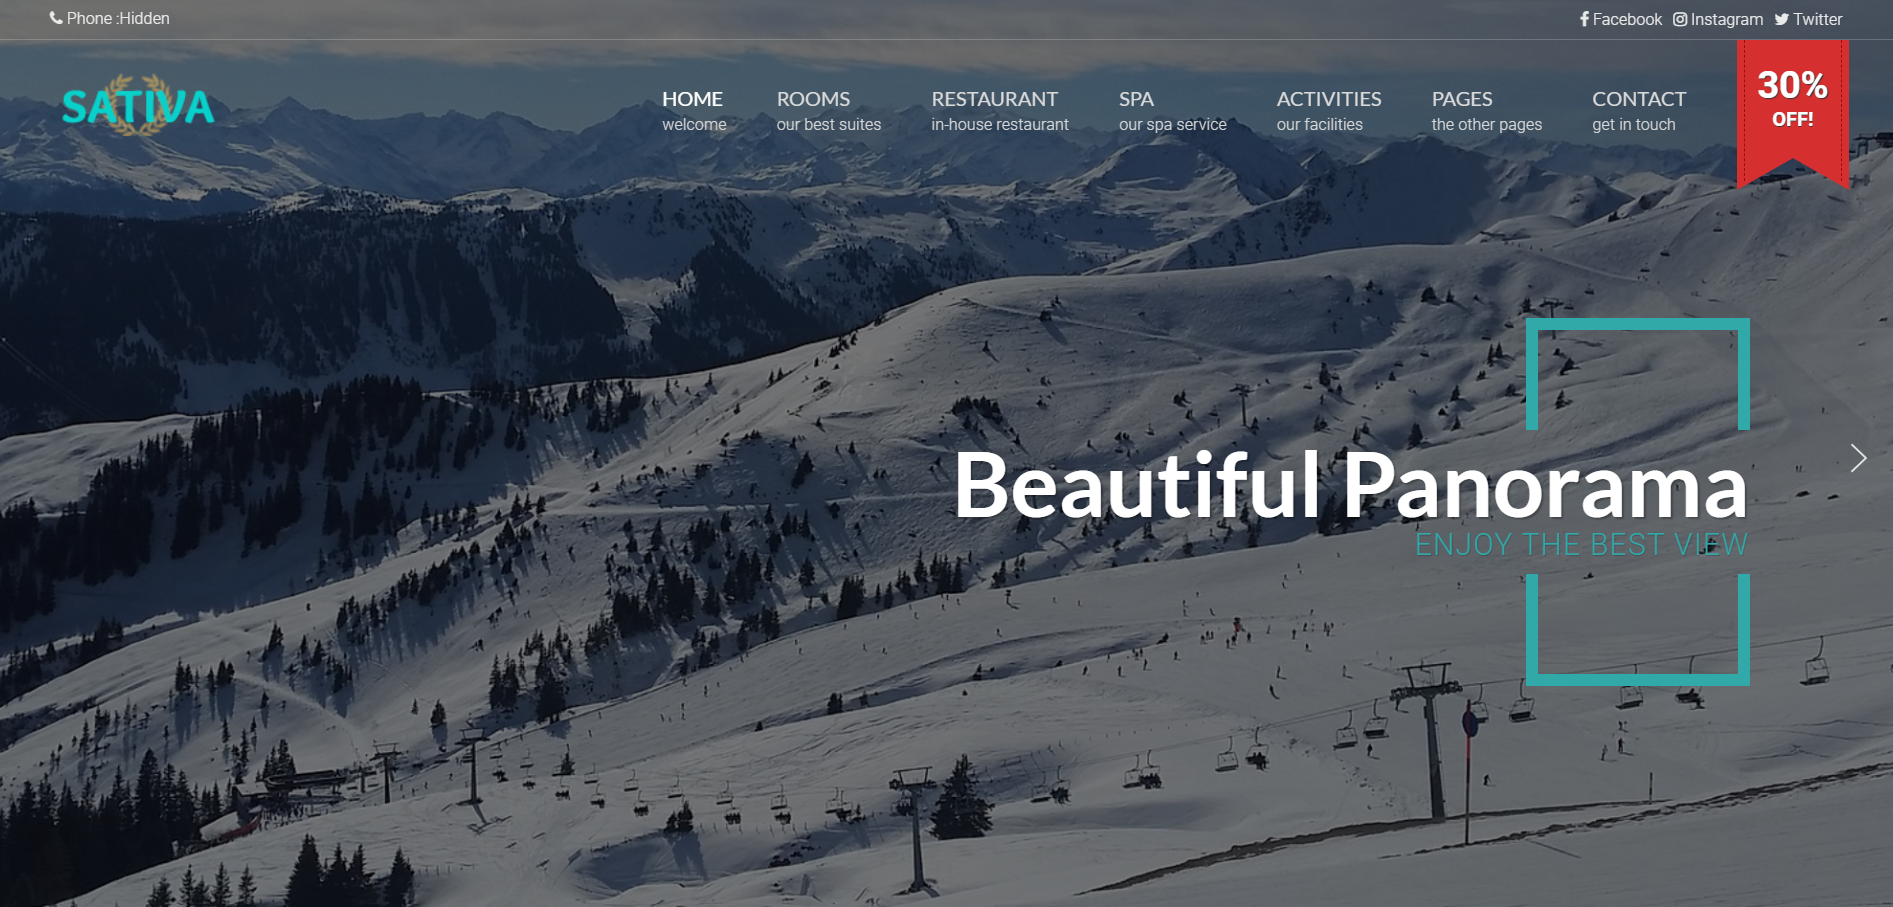 Phone :Hidden
Facebook Instagram Twitter
SATIVA
HOME
welcome
ROOMS
our best suites
RESTAURANT
in-house restaurant
SPA
our spa service
ACTIVITIES
our facilities
PAGES
the other pages
CONTACT
get in touch
30%
OFF!
Beautiful Panorama
ENJOY THE BEST VIEW